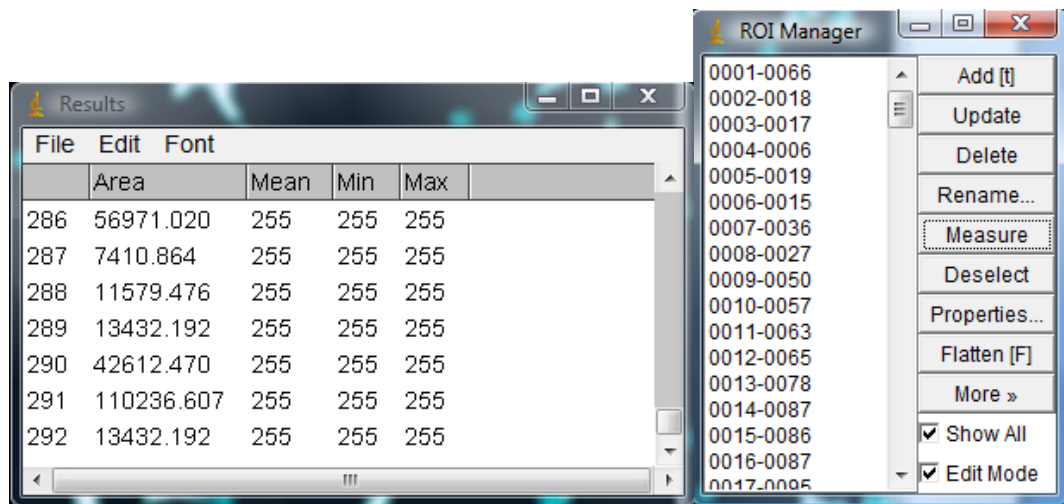 Results
File Edit Font
Area Mean Min Max
286 56971.020 255 255 255
287 7410.864 255 255 255
288 11579.476 255 255 255
289 13432.192 255 255 255
290 42612.470 255 255 255
291 110236.607 255 255 255
292 13432.192 255 255 255
ROI Manager
0001-0066
0002-0018
0003-0017
0004-0006
0005-0019
0006-0015
0007-0036
0008-0027
0009-0050
0010-0057
0011-0063
0012-0065
0013-0078
0014-0087
0015-0086
0016-0087
0017-0095
Add [t]
Update
Delete
Rename...
Measure
Deselect
Properties...
Flatten [F]
More »
Show All
Edit Mode